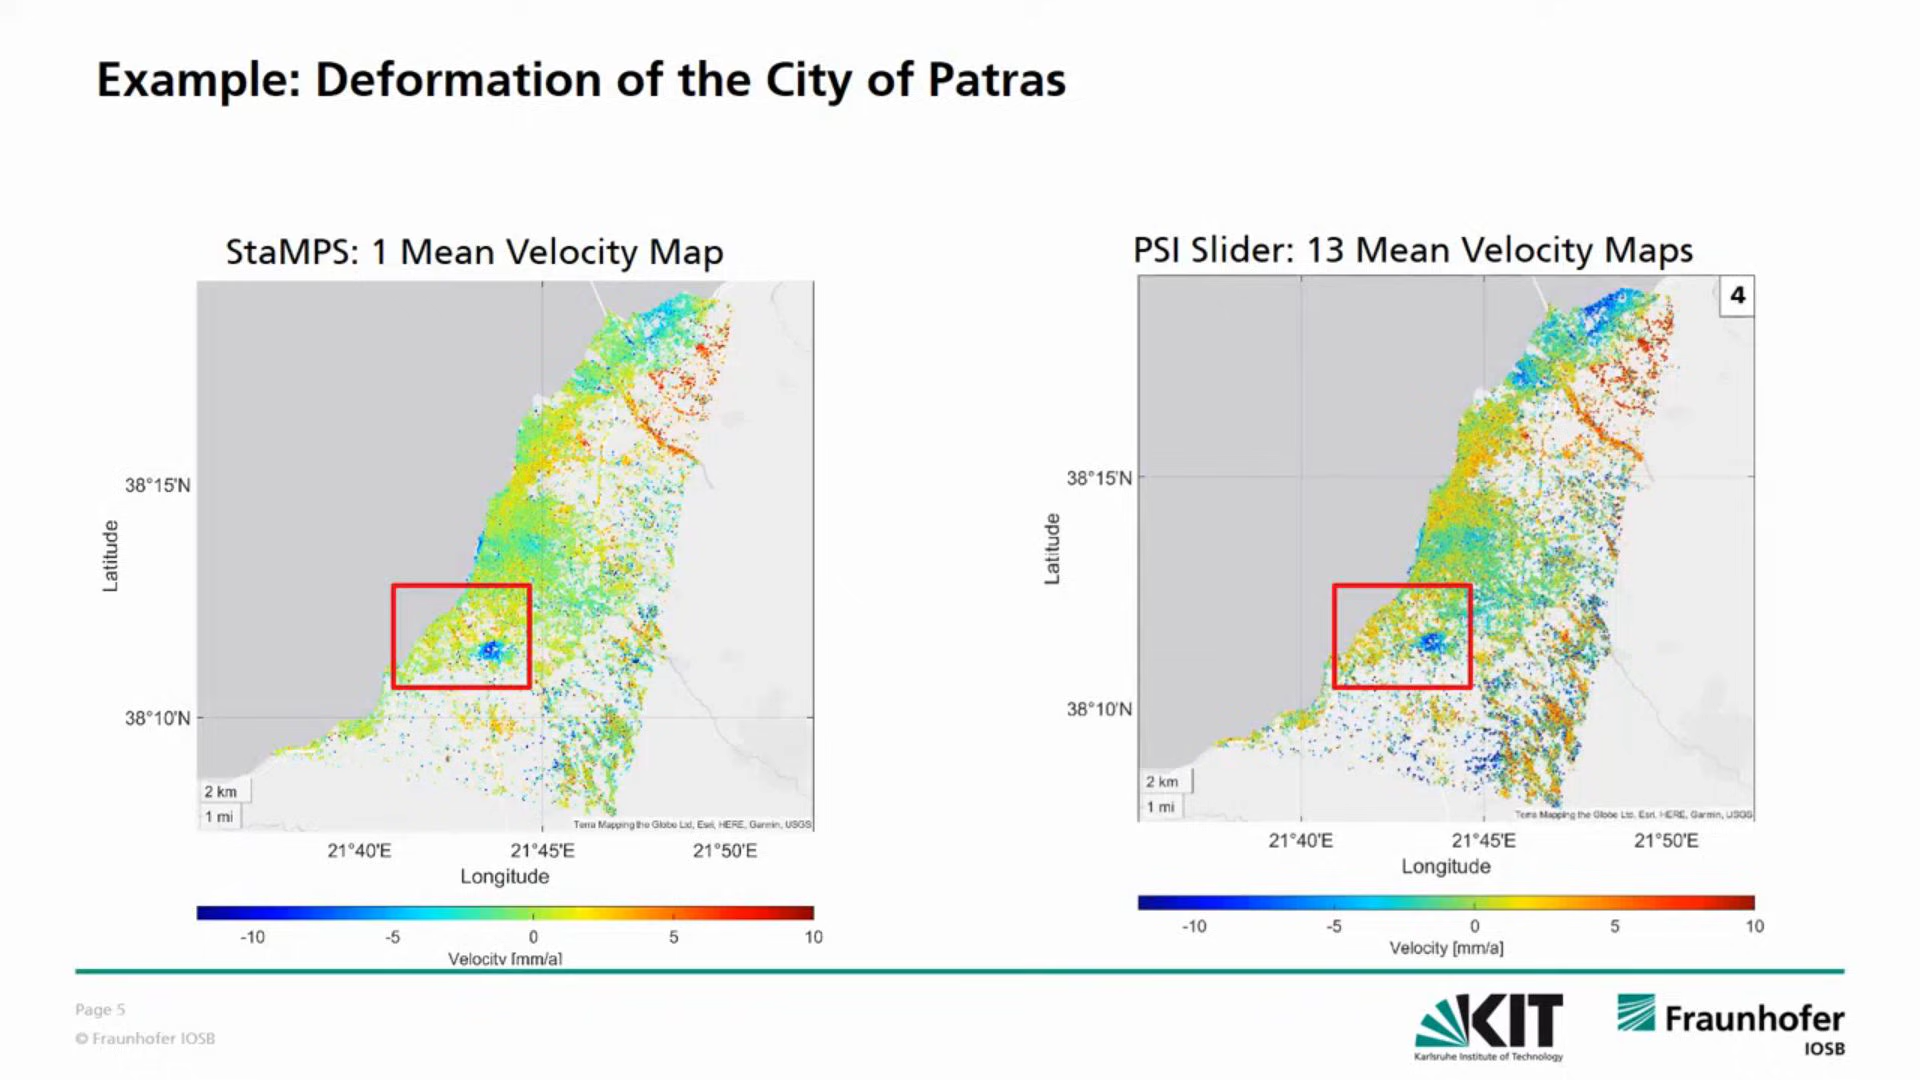 Example: Deformation of the City of Patras
StaMPS: 1 Mean Velocity Map
38°15'N
Latitude
38°10'N
2 km
1 mi
Terra Mapping the Globe Ltd, Esri, HERE, Garmin, USGS
21°40'E
21°45'E
21°50'E
Longitude
-10
-5
0
5
10
Velocity [mm/a]
PSI Slider: 13 Mean Velocity Maps
4
38°15'N
Latitude
38°10'N
2 km
1 mi
Terra Mapping the Globe Ltd, Esri, HERE, Garmin, USGS
21°40'E
21°45'E
21°50'E
Longitude
-10
-5
0
5
10
Velocity [mm/a]
Page 5
© Fraunhofer IOSB
KIT
Karlsruhe Institute of Technology
Fraunhofer
IOSB